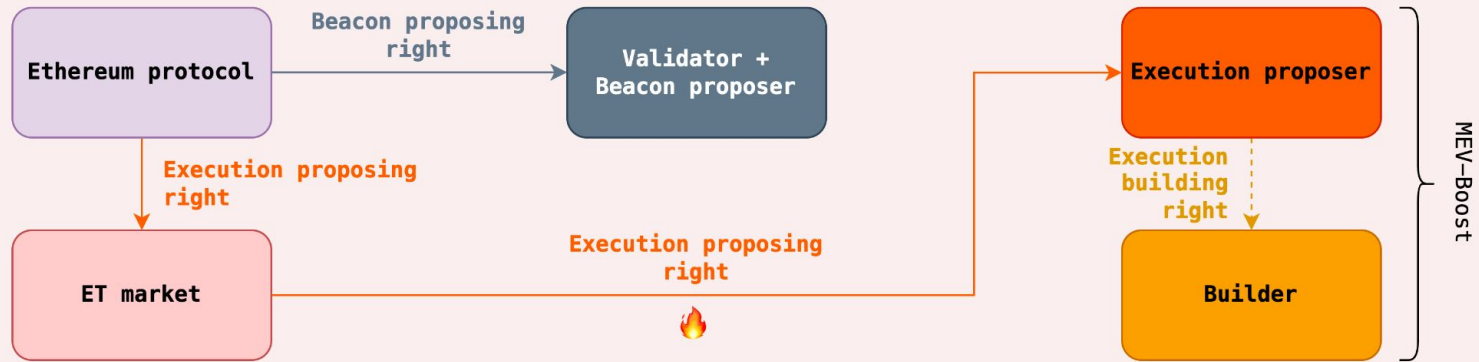 Beacon proposing
right
Ethereum protocol
Validator +
Beacon proposer
Execution proposer
Execution proposing
right
Execution
building
right
MEV-Boost
Execution proposing
right
ET market
Builder